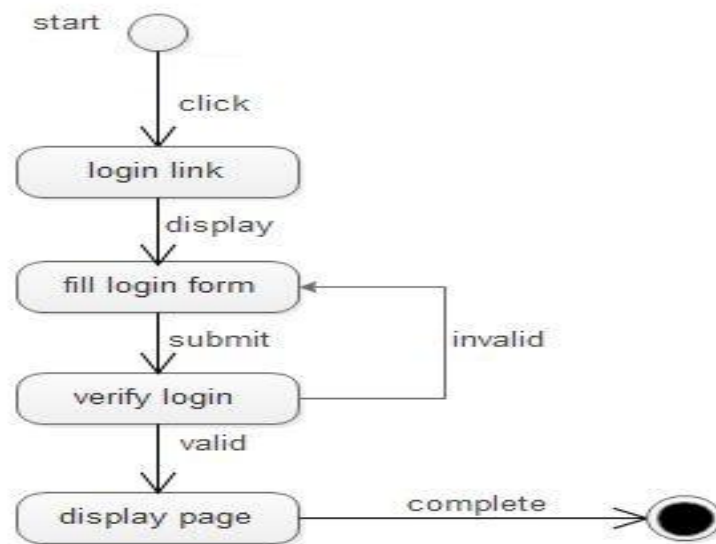 start
click
login link
display
fill login form
submit
invalid
verify login
valid
display page
complete